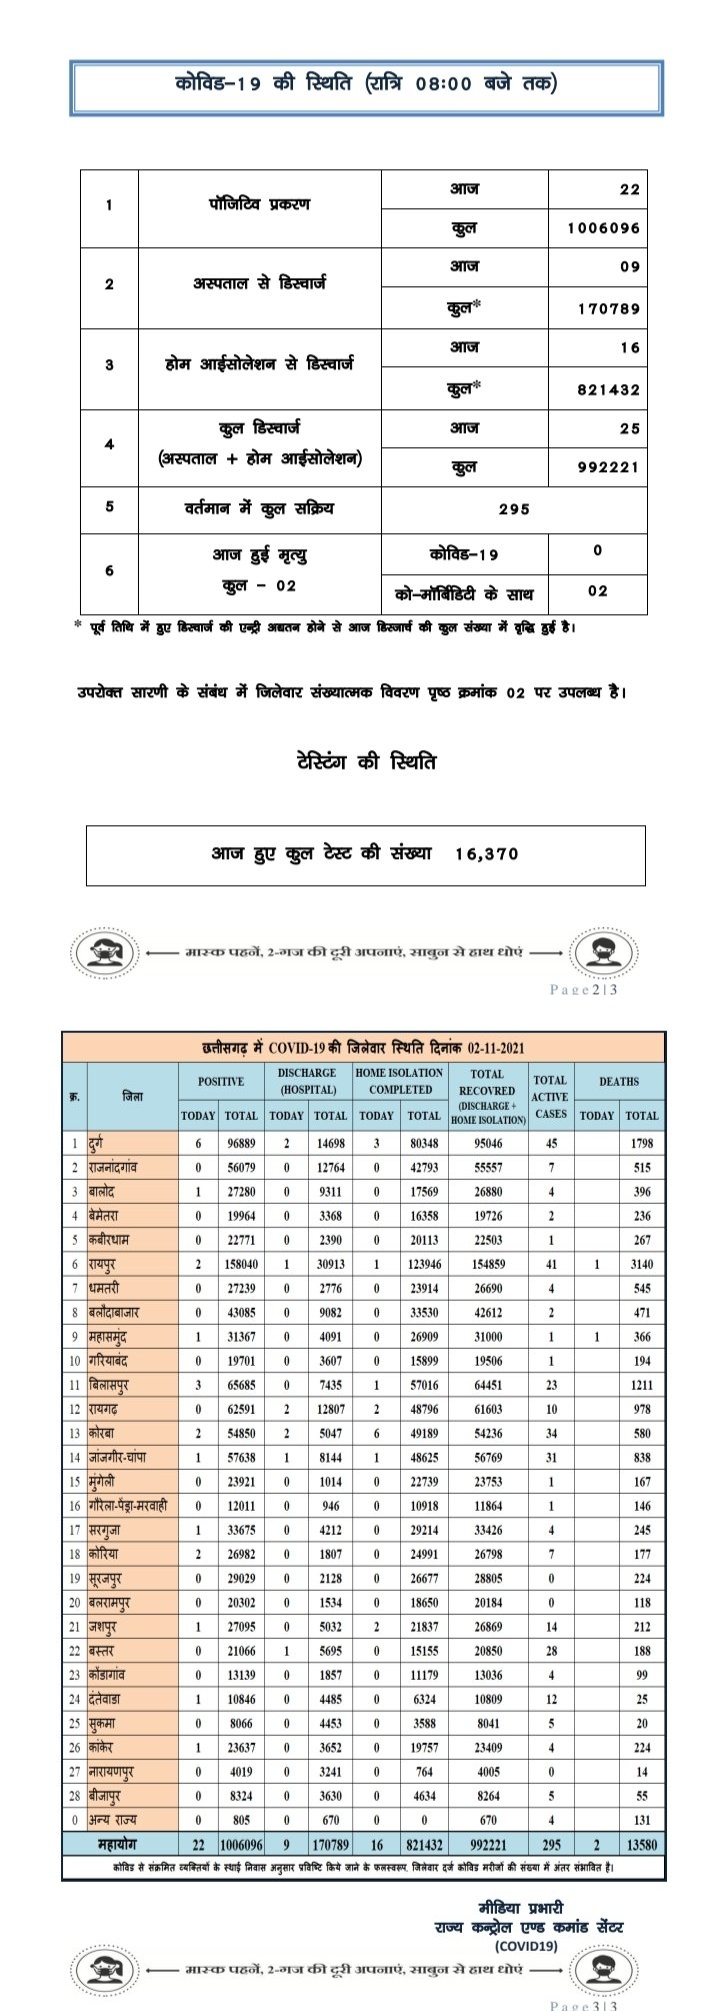 कोविड-19 की स्थिति (रात्रि 08:00 बजे तक)
1 पॉजिटिव प्रकरण आज 22
कुल 1006096
2 अस्पताल से डिस्चार्ज आज 09
कुल* 170789
3 होम आईसोलेशन से डिस्चार्ज आज 16
कुल* 821432
4 कुल डिस्चार्ज (अस्पताल + होम आईसोलेशन) आज 25
कुल 992221
5 वर्तमान में कुल सक्रिय 295
6 आज हुई मृत्यु कुल - 02 कोविड-19 0
को-मॉर्बिडिटी के साथ 02
* पूर्व तिथि में हुए डिस्चार्ज की एन्ट्री अद्यतन होने से आज डिस्जार्च की कुल संख्या में वृद्धि हुई है।
उपरोक्त सारणी के संबंध में जिलेवार संख्यात्मक विवरण पृष्ठ क्रमांक 02 पर उपलब्ध है।
टेस्टिंग की स्थिति
आज हुए कुल टेस्ट की संख्या 16,370
मास्क पहनें, 2-गज की दूरी अपनाएं, साबुन से हाथ धोएं
Page2|3
छत्तीसगढ़ में COVID-19 की जिलेवार स्थिति दिनांक 02-11-2021
क्र. जिला POSITIVE DISCHARGE (HOSPITAL) HOME ISOLATION COMPLETED TOTAL RECOVRED (DISCHARGE + HOME ISOLATION) TOTAL ACTIVE CASES DEATHS
TODAY TOTAL TODAY TOTAL TODAY TOTAL TODAY TOTAL
1 दुर्ग 6 96889 2 14698 3 80348 95046 45 1798
2 राजनांदगांव 0 56079 0 12764 0 42793 55557 7 515
3 बालोद 1 27280 0 9311 0 17569 26880 4 396
4 बेमेतरा 0 19964 0 3368 0 16358 19726 2 236
5 कबीरधाम 0 22771 0 2390 0 20113 22503 1 267
6 रायपुर 2 158040 1 30913 1 123946 154859 41 1 3140
7 धमतरी 0 27239 0 2776 0 23914 26690 4 545
8 बलौदाबाजार 0 43085 0 9082 0 33530 42612 2 471
9 महासमुंद 1 31367 0 4091 0 26909 31000 1 1 366
10 गरियाबंद 0 19701 0 3607 0 15899 19506 1 194
11 बिलासपुर 3 65685 0 7435 1 57016 64451 23 1211
12 रायगढ़ 0 62591 2 12807 2 48796 61603 10 978
13 कोरबा 2 54850 2 5047 6 49189 54236 34 580
14 जांजगीर-चांपा 1 57638 1 8144 1 48625 56769 31 838
15 मुंगेली 0 23921 0 1014 0 22739 23753 1 167
16 गौरेला-पेंड्रा-मरवाही 0 12011 0 946 0 10918 11864 1 146
17 सरगुजा 1 33675 0 4212 0 29214 33426 4 245
18 कोरिया 2 26982 0 1807 0 24991 26798 7 177
19 सूरजपुर 0 29029 0 2128 0 26677 28805 0 224
20 बलरामपुर 0 20302 0 1534 0 18650 20184 0 118
21 जशपुर 1 27095 0 5032 2 21837 26869 14 212
22 बस्तर 0 21066 1 5695 0 15155 20850 28 188
23 कोंडागांव 0 13139 0 1857 0 11179 13036 4 99
24 दंतेवाडा 1 10846 0 4485 0 6324 10809 12 25
25 सुकमा 0 8066 0 4453 0 3588 8041 5 20
26 कांकेर 1 23637 0 3652 0 19757 23409 4 224
27 नारायणपुर 0 4019 0 3241 0 764 4005 0 14
28 बीजापुर 0 8324 0 3630 0 4634 8264 5 55
0 अन्य राज्य 0 805 0 670 0 0 670 4 131
महायोग 22 1006096 9 170789 16 821432 992221 295 2 13580
कोविड से संक्रमित व्यक्तियों के स्थाई निवास अनुसार प्रविष्टि किये जाने के फलस्वरूप, जिलेवार दर्ज कोविड मरीजों की संख्या में अंतर संभावित है।
मीडिया प्रभारी
राज्य कन्ट्रोल एण्ड कमांड सेंटर
(COVID19)
मास्क पहनें, 2-गज की दूरी अपनाएं, साबुन से हाथ धोएं
Page3|3